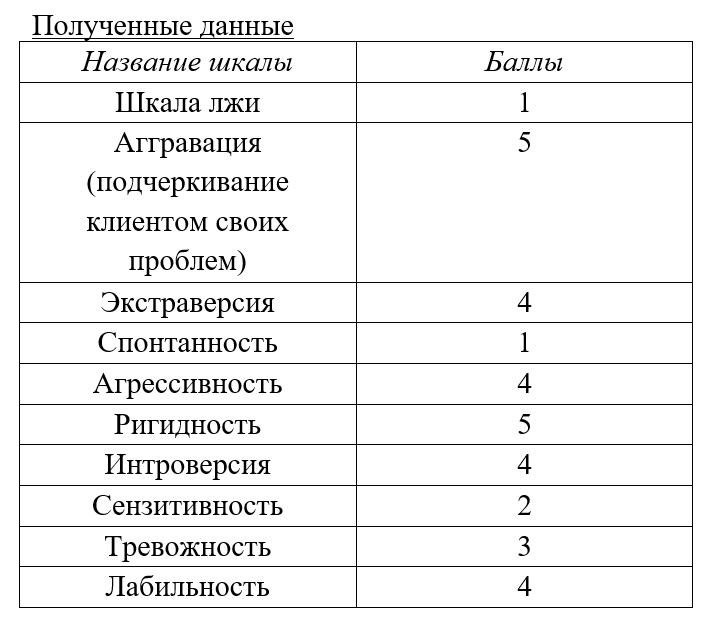 Полученные данные
Название шкалы Баллы
Шкала лжи 1
Аггравация 5
(подчеркивание
клиентом своих
проблем)
Экстраверсия 4
Спонтанность 1
Агрессивность 4
Ригидность 5
Интроверсия 4
Сензитивность 2
Тревожность 3
Лабильность 4